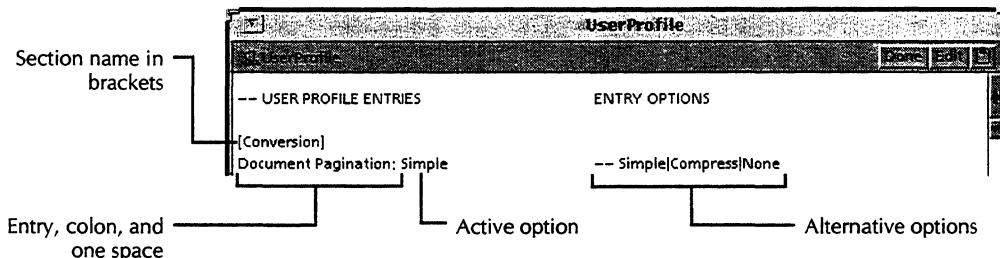 UserProfile
UserProfile
Done Edit
Section name in
brackets
-- USER PROFILE ENTRIES ENTRY OPTIONS
[Conversion]
Document Pagination: Simple -- Simple|Compress|None
Entry, colon, and
one space
Active option
Alternative options